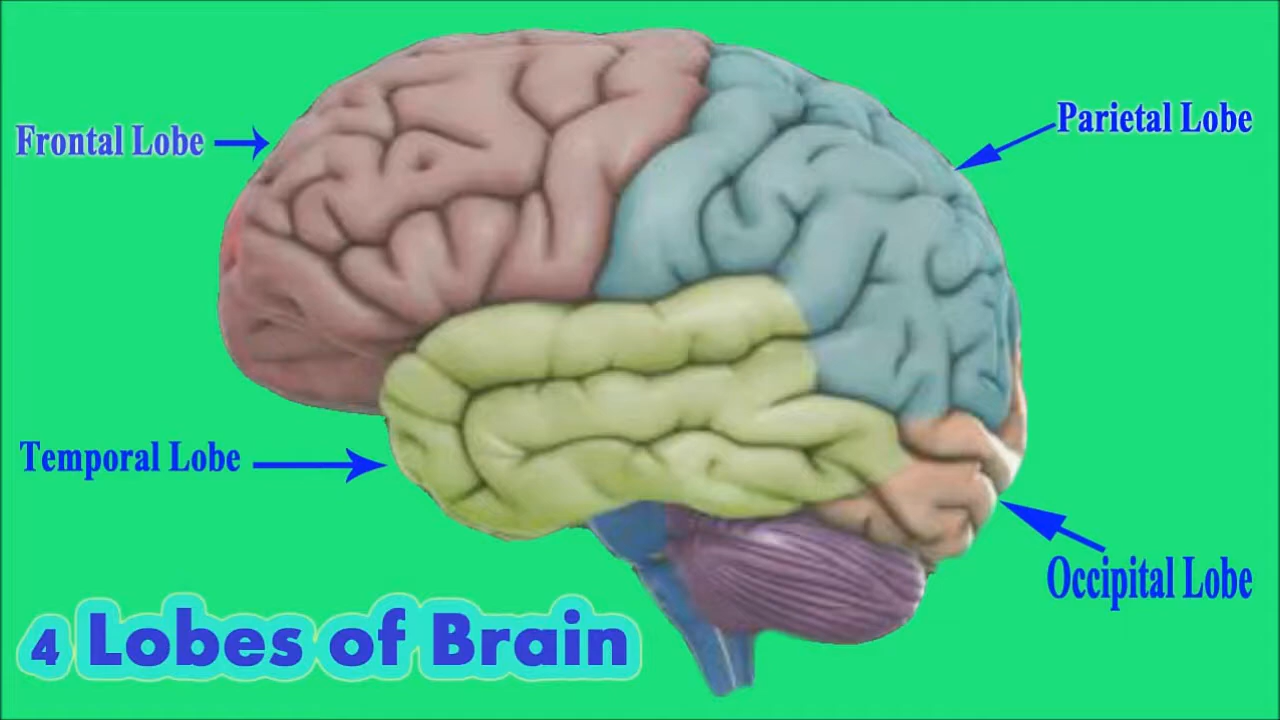 Frontal Lobe
Parietal Lobe
Temporal Lobe
Occipital Lobe
4 Lobes of Brain